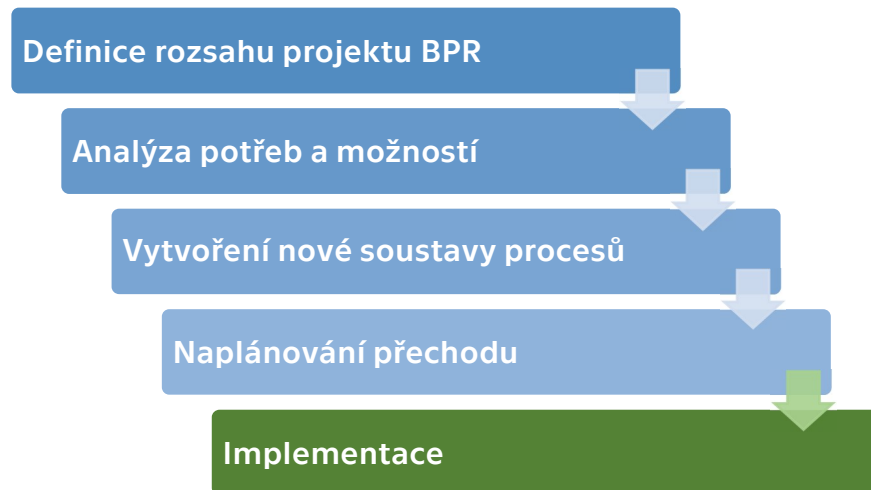 Definice rozsahu projektu BPR
Analýza potřeb a možností
Vytvoření nové soustavy procesů
Naplánování přechodu
Implementace